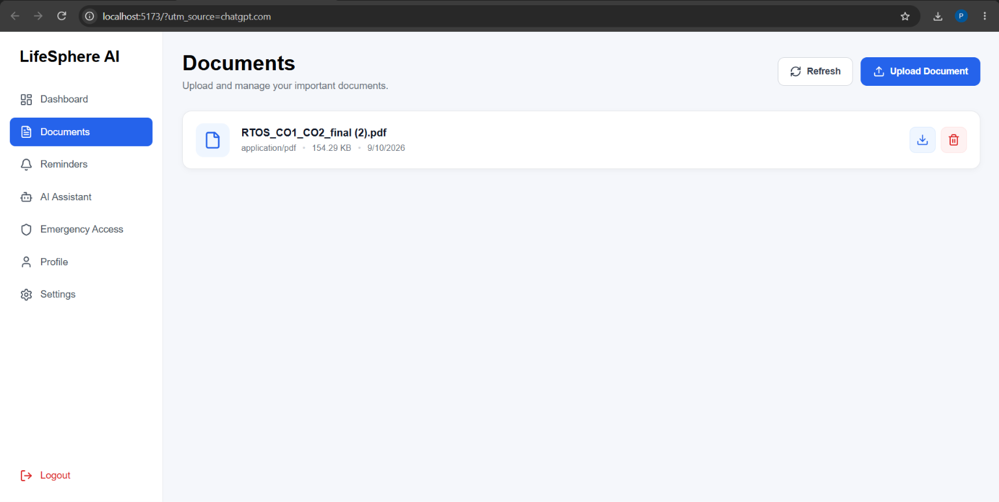 localhost:5173/?utm_source=chatgpt.com
P
LifeSphere AI
Dashboard
Documents
Reminders
AI Assistant
Emergency Access
Profile
Settings
Logout
Documents
Upload and manage your important documents.
Refresh
Upload Document
RTOS_CO1_CO2_final (2).pdf
application/pdf • 154.29 KB • 9/10/2026